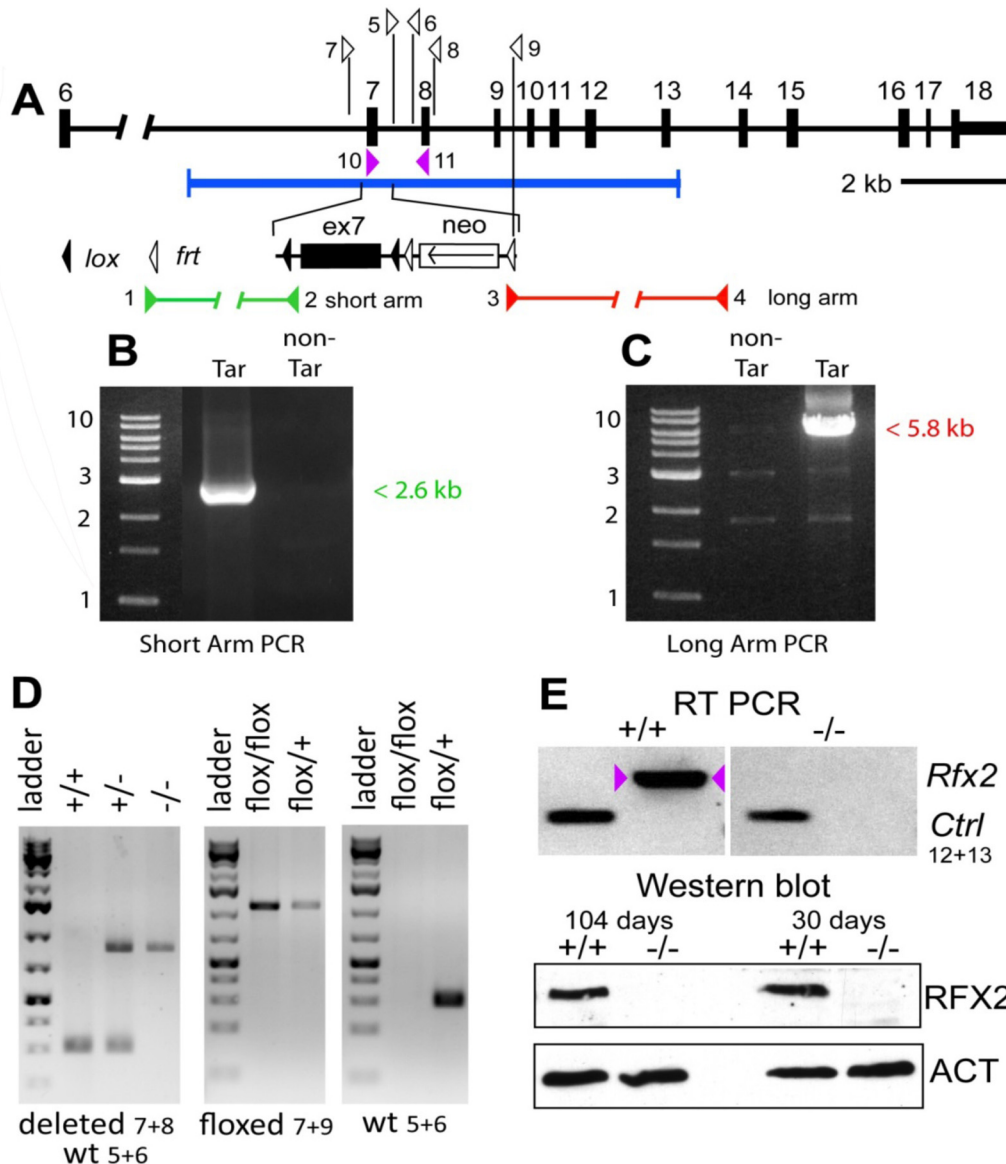 A
5 6
7 8 9
6 7 8 9 10 11 12 13 14 15 16 17 18
10 11
2 kb
ex7 neo
lox frt
1 2 short arm 3 4 long arm
B
Tar non-Tar
10
3
2
1
< 2.6 kb
Short Arm PCR
C
non-Tar Tar
10
3
2
1
< 5.8 kb
Long Arm PCR
D
ladder +/+ +/- -/-
deleted 7+8
wt 5+6
ladder flox/flox flox/+
floxed 7+9
ladder flox/flox flox/+
wt 5+6
E
RT PCR
+/+ -/-
Rfx2
Ctrl
12+13
Western blot
104 days 30 days
+/+ -/- +/+ -/-
RFX2
ACT